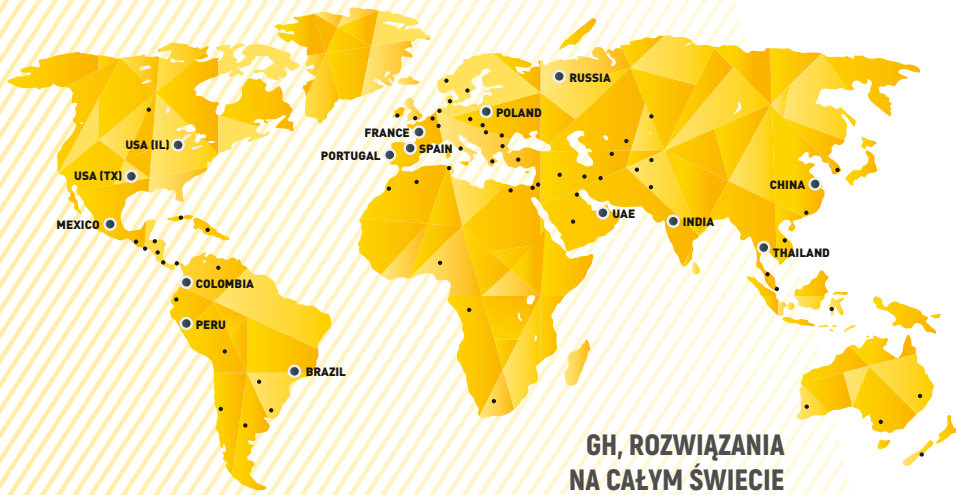 RUSSIA
POLAND
FRANCE
USA (IL)
SPAIN
PORTUGAL
USA (TX)
CHINA
UAE
MEXICO
INDIA
THAILAND
COLOMBIA
PERU
BRAZIL
GH, ROZWIĄZANIA
NA CAŁYM ŚWIECIE